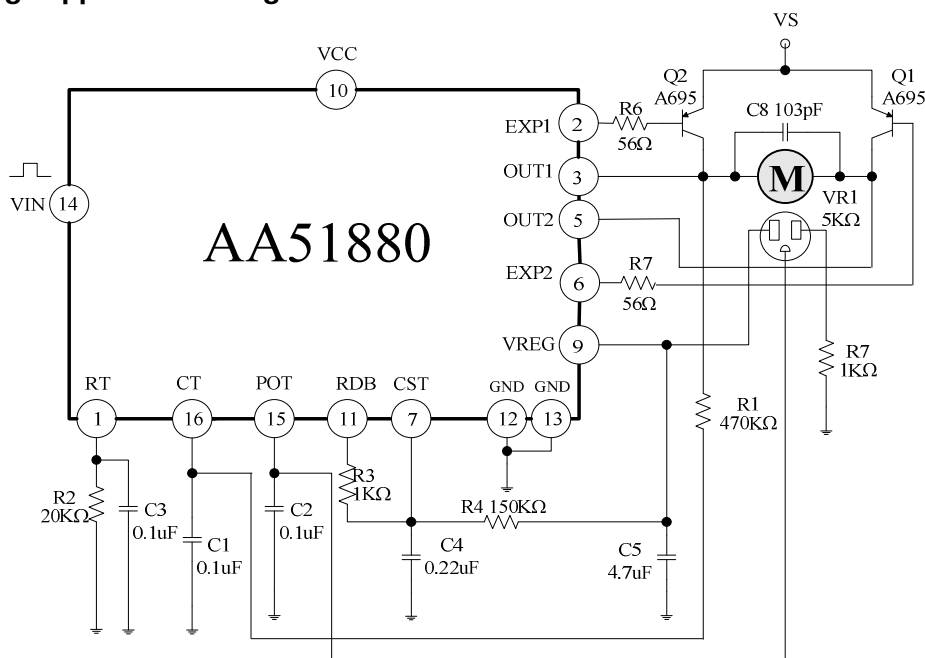 VS
VCC
10
Q2
A695
Q1
A695
C8 103pF
R6
56Ω
EXP1
2
OUT1
3
M
VR1
5KΩ
VIN
14
OUT2
5
AA51880
EXP2
6
R7
56Ω
VREG
9
R7
1KΩ
RT
CT
POT
RDB
CST
GND
GND
1
16
15
11
7
12
13
R1
470KΩ
R2
20KΩ
C3
0.1uF
C1
0.1uF
C2
0.1uF
R3
1KΩ
R4 150KΩ
C4
0.22uF
C5
4.7uF